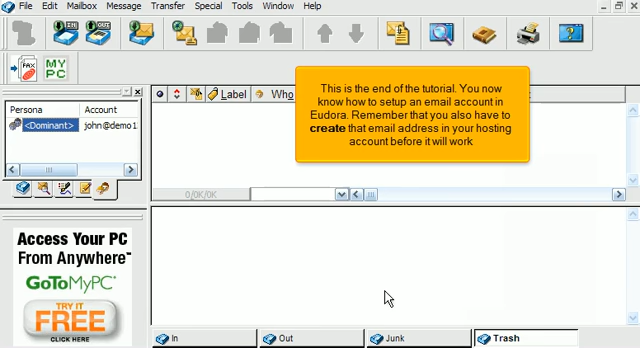 File Edit Mailbox Message Transfer Special Tools Window Help
IN OUT
FAX MY PC
Label Who
This is the end of the tutorial. You now
know how to setup an email account in
Eudora. Remember that you also have to
create that email address in your hosting
account before it will work
Persona Account
<Dominant> john@demo1
0/0K/0K
Access Your PC
From Anywhere™
GoToMyPC®
TRY IT
FREE
CLICK HERE
In Out Junk Trash